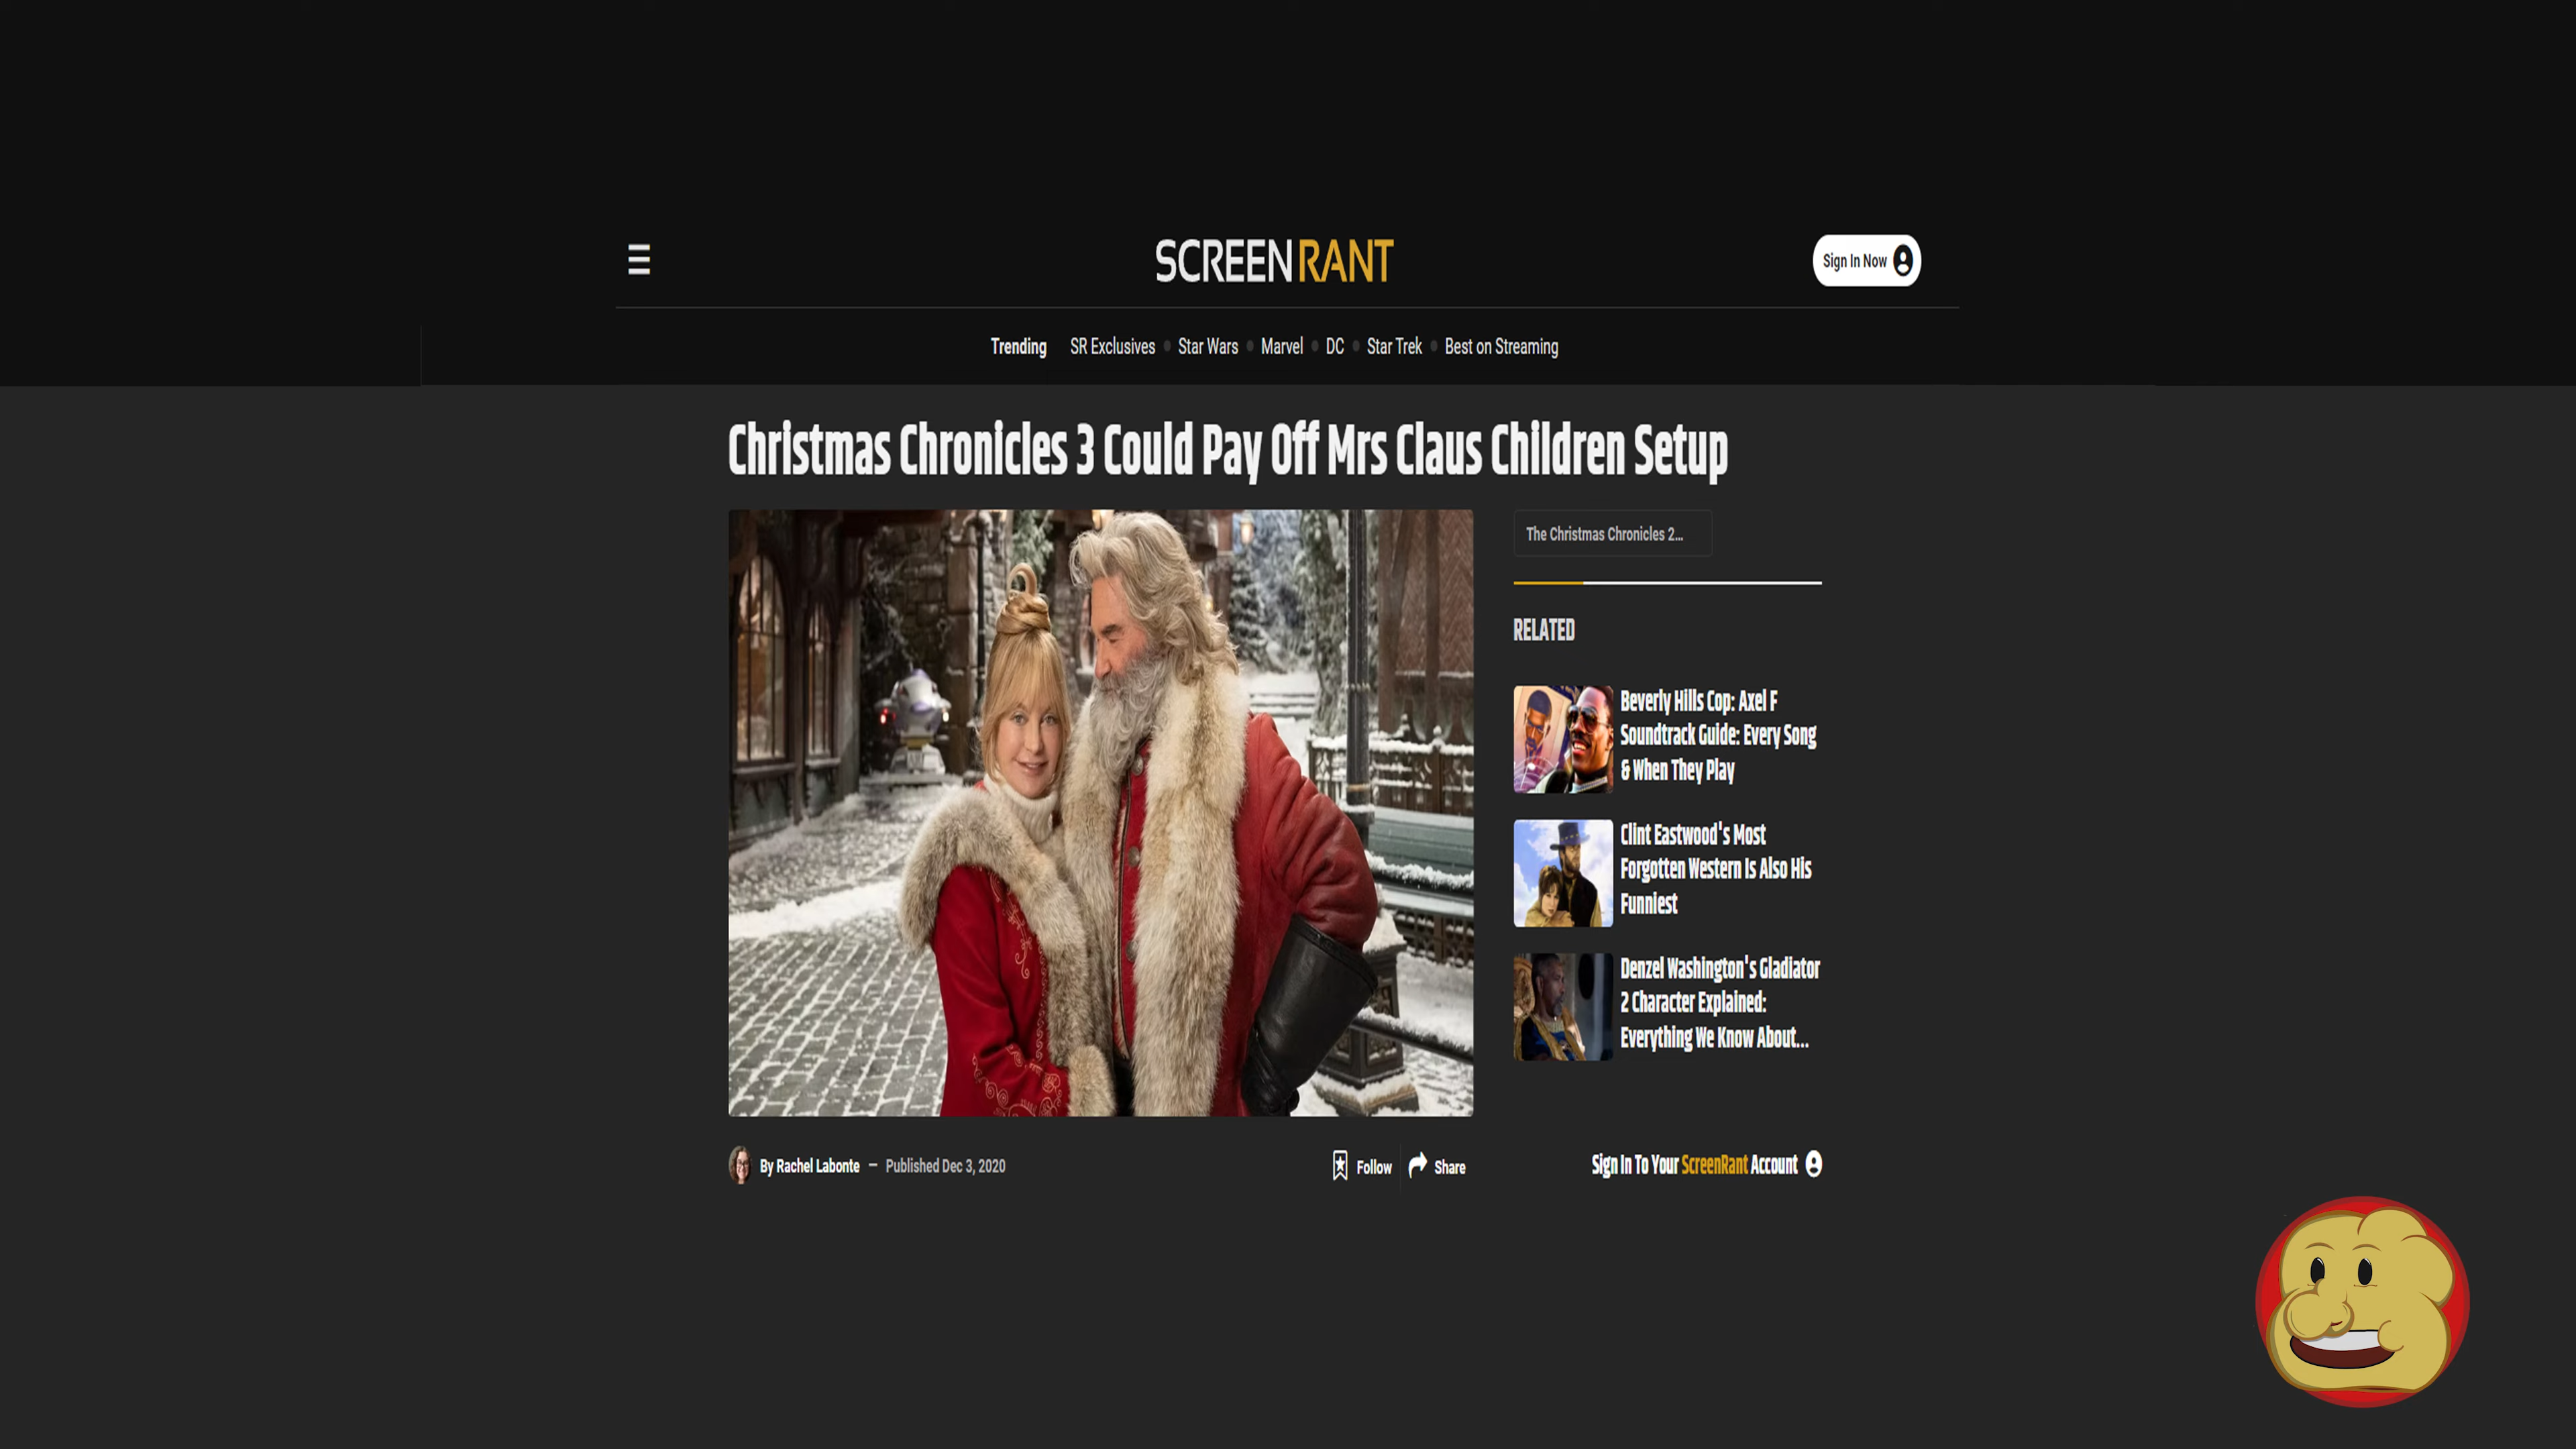 SCREENRANT
Sign In Now
Trending SR Exclusives Star Wars Marvel DC Star Trek Best on Streaming
Christmas Chronicles 3 Could Pay Off Mrs Claus Children Setup
The Christmas Chronicles 2...
RELATED
Beverly Hills Cop: Axel F
Soundtrack Guide: Every Song
& When They Play
Clint Eastwood's Most
Forgotten Western Is Also His
Funniest
Denzel Washington's Gladiator
2 Character Explained:
Everything We Know About...
By Rachel Labonte – Published Dec 3, 2020
Follow
Share
Sign In To Your ScreenRant Account